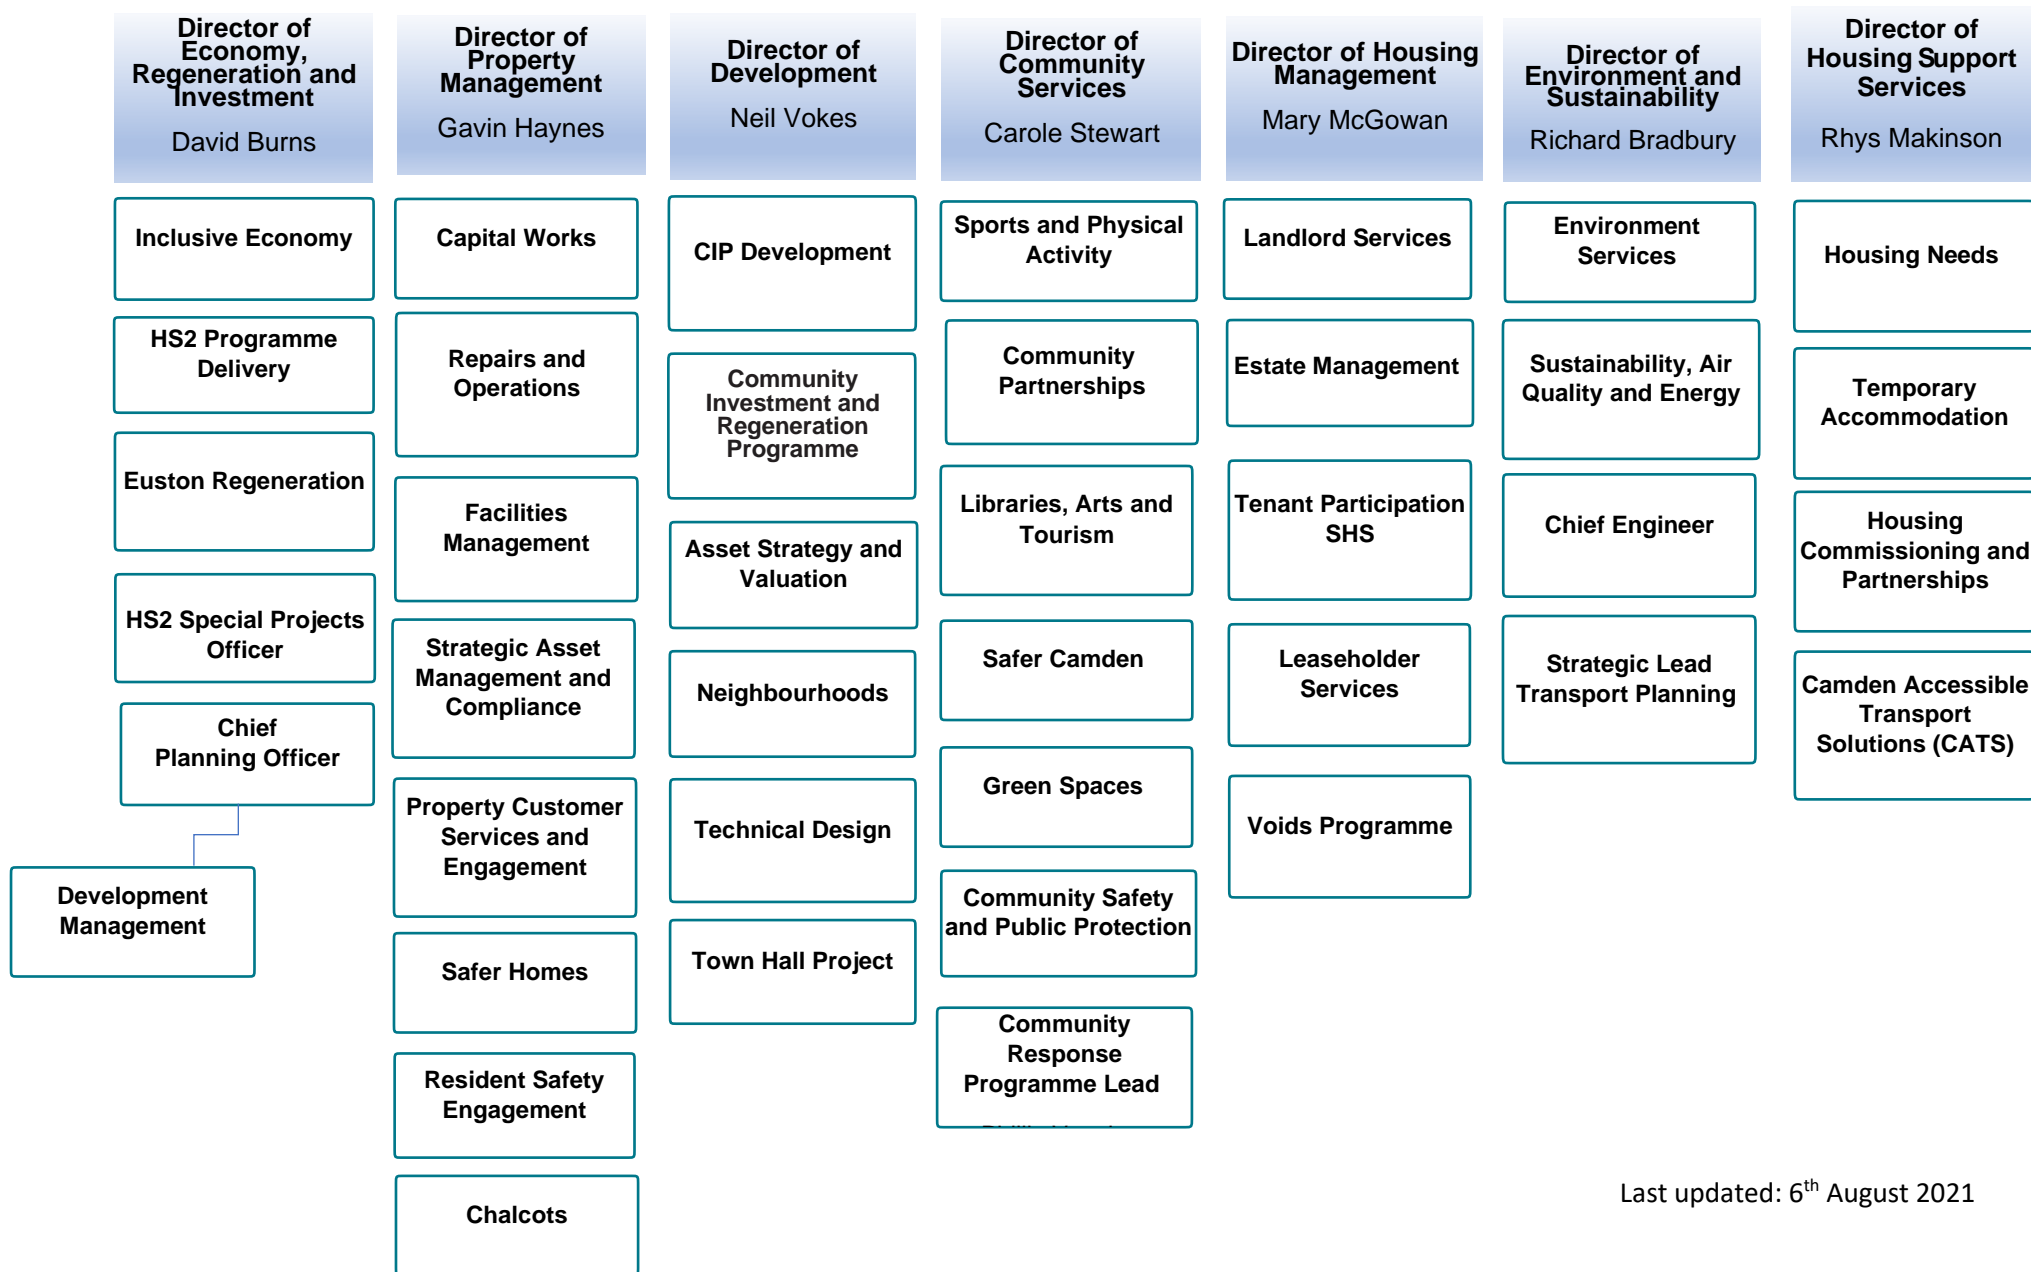 Director of
Economy,
Regeneration and
Investment
David Burns
Inclusive Economy
HS2 Programme
Delivery
Euston Regeneration
HS2 Special Projects
Officer
Chief
Planning Officer
Development
Management
Director of
Property
Management
Gavin Haynes
Capital Works
Repairs and
Operations
Facilities
Management
Strategic Asset
Management and
Compliance
Property Customer
Services and
Engagement
Safer Homes
Resident Safety
Engagement
Chalcots
Director of
Development
Neil Vokes
CIP Development
Community
Investment and
Regeneration
Programme
Asset Strategy and
Valuation
Neighbourhoods
Technical Design
Town Hall Project
Director of
Community
Services
Carole Stewart
Sports and Physical
Activity
Community
Partnerships
Libraries, Arts and
Tourism
Safer Camden
Green Spaces
Community Safety
and Public Protection
Community
Response
Programme Lead
Director of Housing
Management
Mary McGowan
Landlord Services
Estate Management
Tenant Participation
SHS
Leaseholder
Services
Voids Programme
Director of
Environment and
Sustainability
Richard Bradbury
Environment
Services
Sustainability, Air
Quality and Energy
Chief Engineer
Strategic Lead
Transport Planning
Director of
Housing Support
Services
Rhys Makinson
Housing Needs
Temporary
Accommodation
Housing
Commissioning and
Partnerships
Camden Accessible
Transport
Solutions (CATS)
Last updated: 6th August 2021